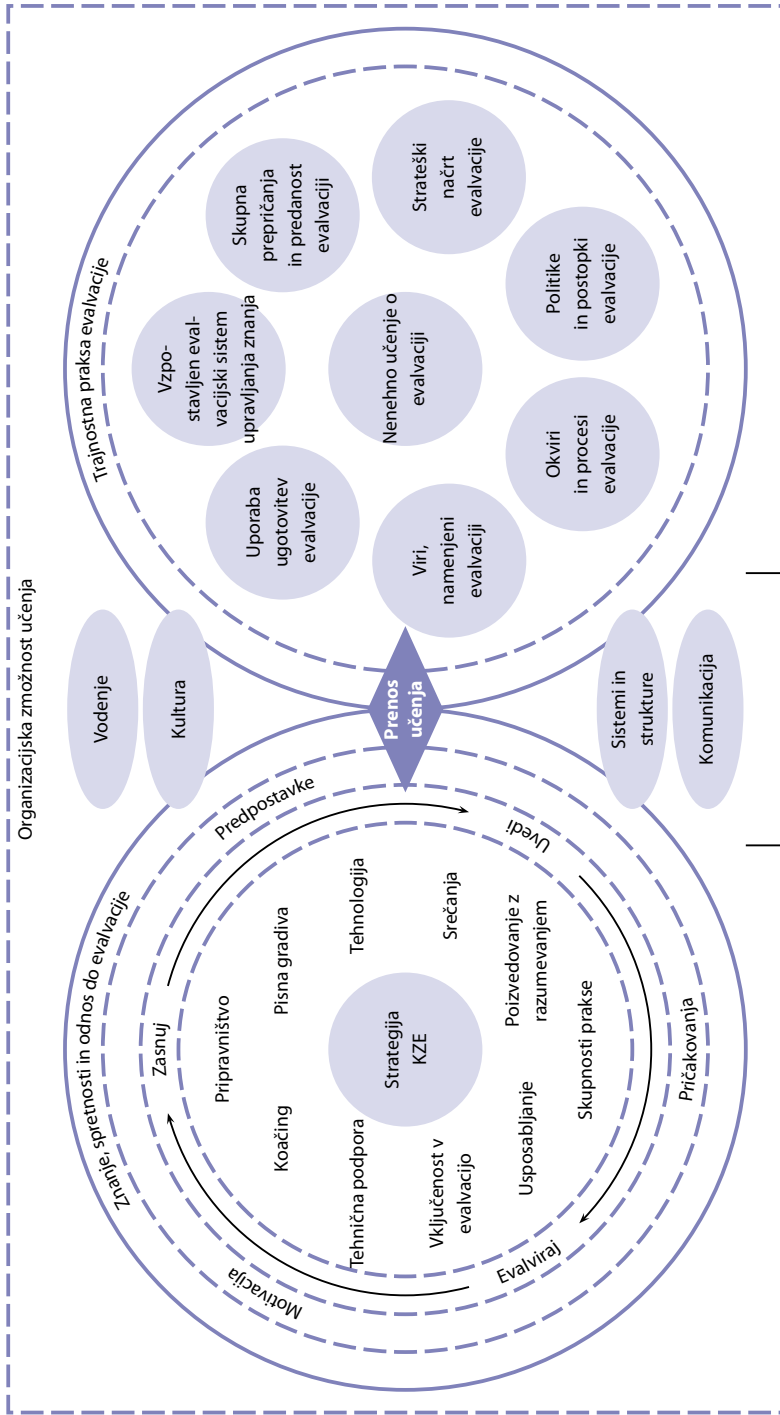 Organizacijska zmožnost učenja
Znanje, spretnosti in odnos do evalvacije
Motivacija
Predpostavke
Pričakovanja
Zasnuj
Uvedi
Evalviraj
Pripravništvo
Koačing
Pisna gradiva
Tehnična podpora
Tehnologija
Strategija
KZE
Vključenost v
evalvacijo
Srečanja
Usposabljanje
Poizvedovanje z
razumevanjem
Skupnosti prakse
Vodenje
Kultura
Prenos
učenja
Sistemi in
strukture
Komunikacija
Trajnostna praksa evalvacije
Vzpo-
stavljen eval-
vacijski sistem
upravljanja znanja
Uporaba
ugotovitev
evalvacije
Skupna
prepričanja
in predanost
evalvaciji
Nenehno učenje o
evalvaciji
Viri,
namenjeni
evalvaciji
Strateški
načrt
evalvacije
Okviri
in procesi
evalvacije
Politike
in postopki
evalvacije